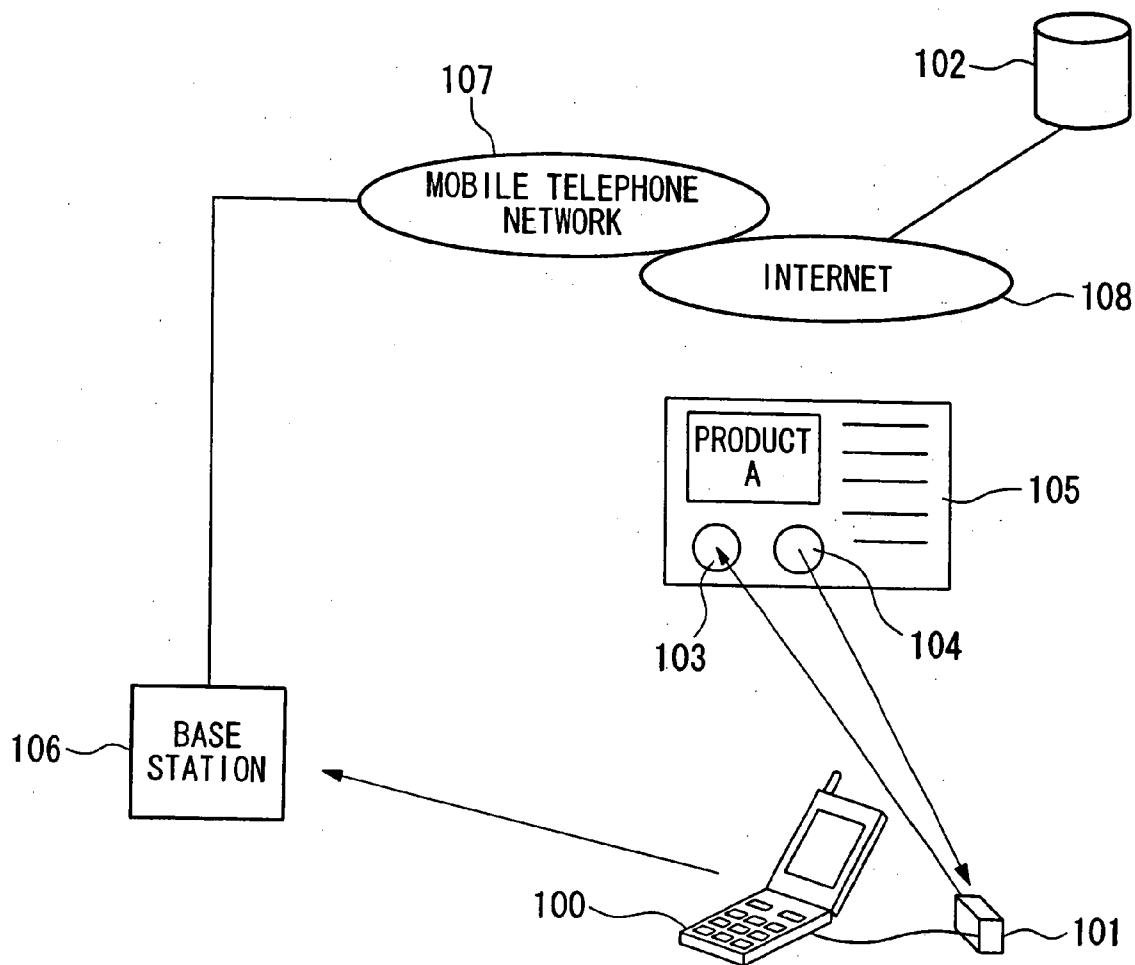 102
107
MOBILE TELEPHONE
NETWORK
INTERNET
108
PRODUCT
A
105
103
104
106
BASE
STATION
100
101